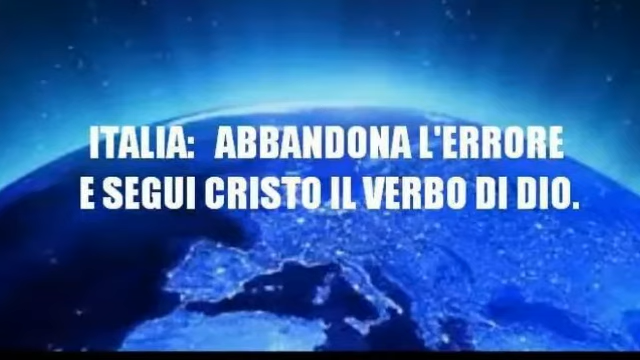 ITALIA: ABBANDONA L'ERRORE
E SEGUI CRISTO IL VERBO DI DIO.